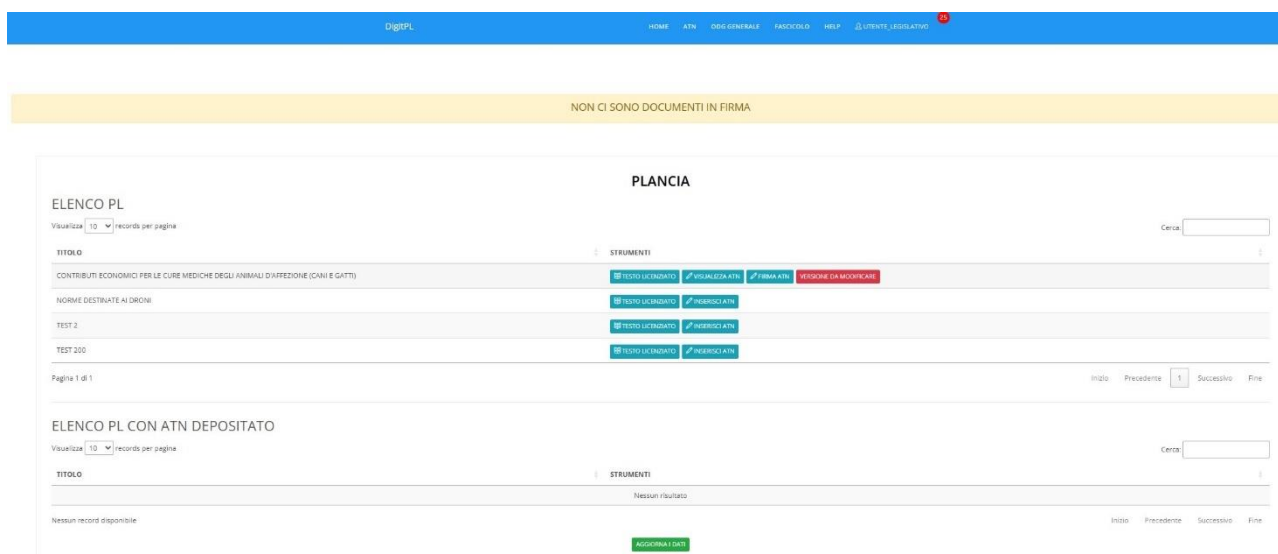 DigitPL HOME ATN ODG GENERALE FASCICOLO HELP UTENTE_LEGISLATIVO 25
NON CI SONO DOCUMENTI IN FIRMA
PLANCIA
ELENCO PL
Visualizza 10 records per pagina Cerca:
TITOLO STRUMENTI
CONTRIBUTI ECONOMICI PER LE CURE MEDICHE DEGLI ANIMALI D'AFFEZIONE (CANI E GATTI) TESTO LICENZIATO VISUALIZZA ATN FIRMA ATN VERSIONE DA MODIFICARE
NORME DESTINATE AI DRONI TESTO LICENZIATO INSERISCI ATN
TEST 2 TESTO LICENZIATO INSERISCI ATN
TEST 200 TESTO LICENZIATO INSERISCI ATN
Pagina 1 di 1 Inizio Precedente 1 Successivo Fine
ELENCO PL CON ATN DEPOSITATO
Visualizza 10 records per pagina Cerca:
TITOLO STRUMENTI
Nessun risultato
Nessun record disponibile Inizio Precedente Successivo Fine
AGGIORNA I DATI